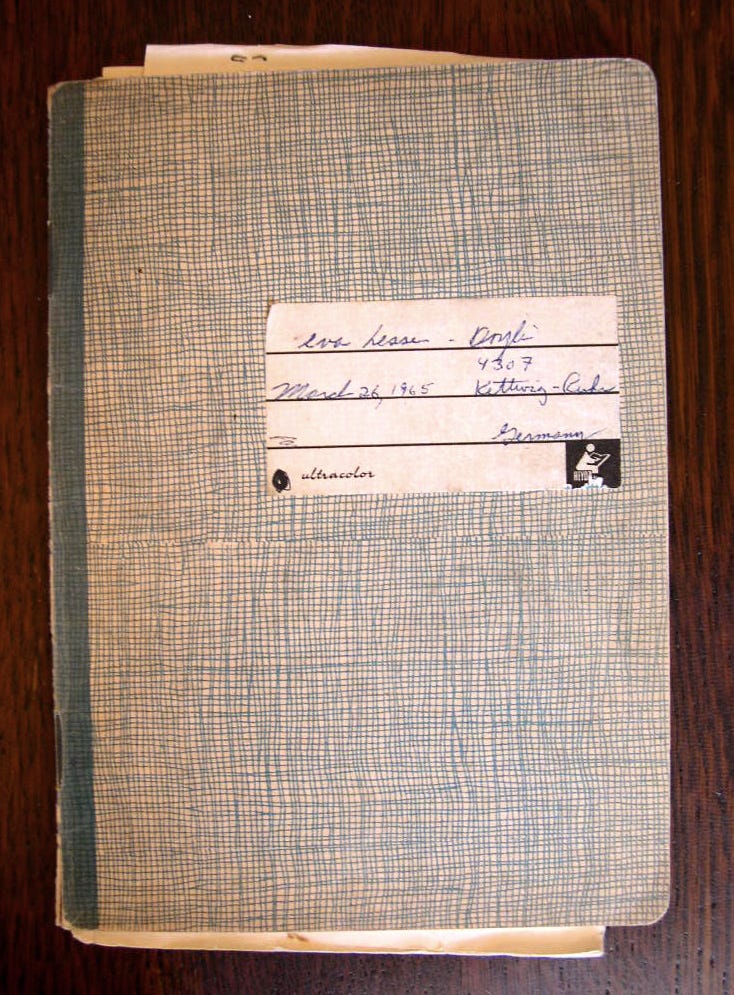 eva hesse - Doyle
4307
March 26, 1965 Kettwig-Ruhr
Germany
ultracolor